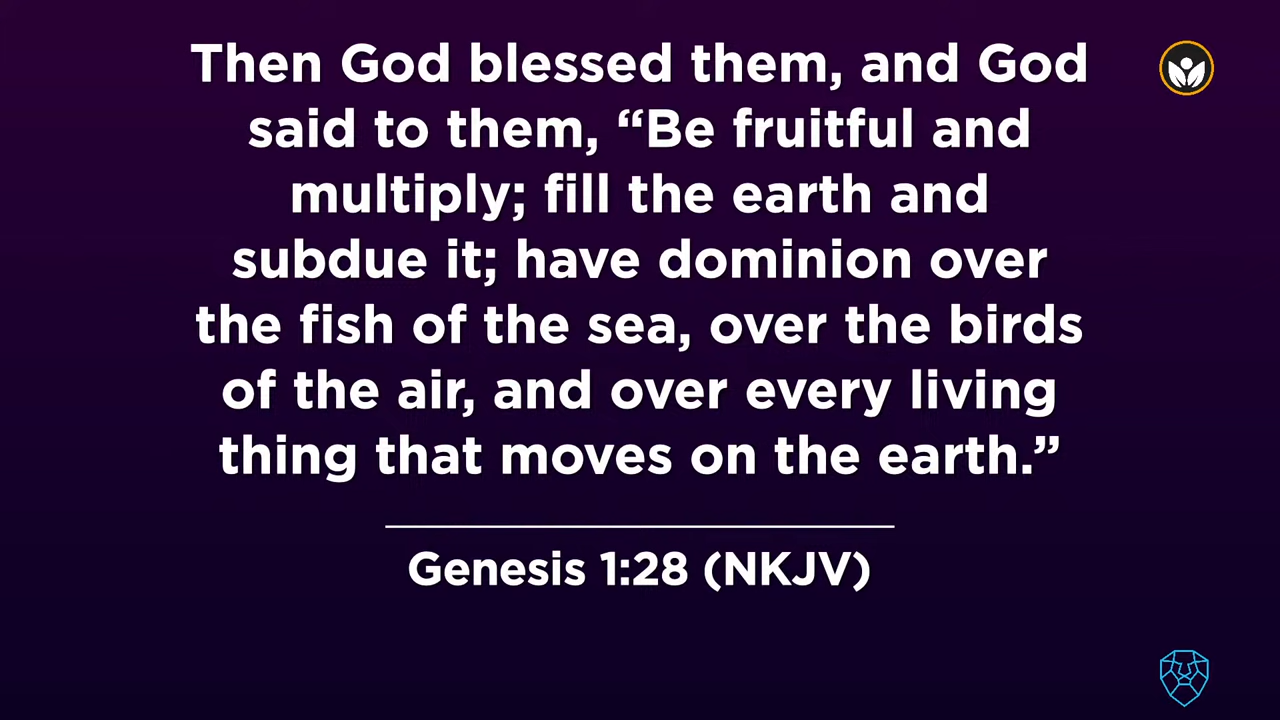 Then God blessed them, and God
said to them, “Be fruitful and
multiply; fill the earth and
subdue it; have dominion over
the fish of the sea, over the birds
of the air, and over every living
thing that moves on the earth.”
Genesis 1:28 (NKJV)